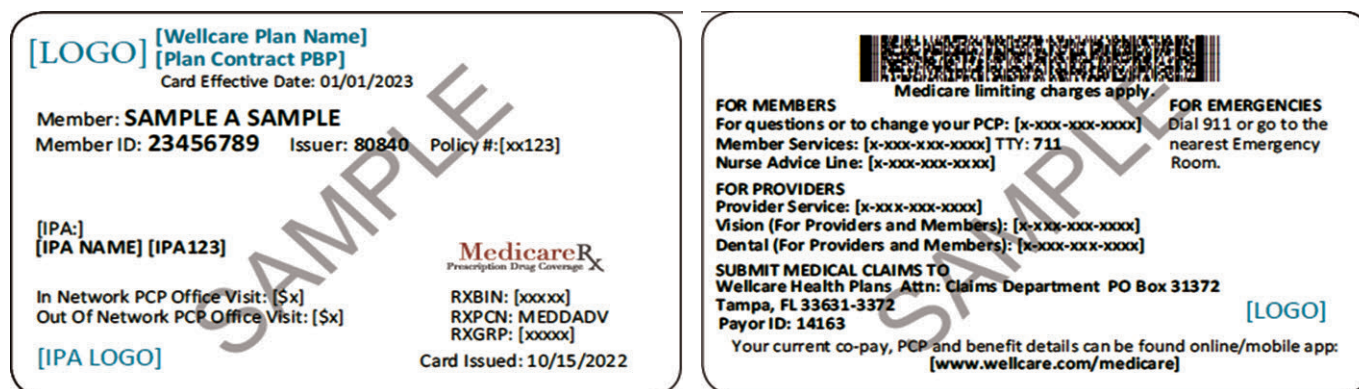 [LOGO]
[Wellcare Plan Name]
[Plan Contract PBP]
Card Effective Date: 01/01/2023
Member: SAMPLE A SAMPLE
Member ID: 23456789 Issuer: 80840 Policy #:[xx123]
[IPA:]
[IPA NAME] [IPA123]
MedicareRx
Prescription Drug Coverage
In Network PCP Office Visit: [$x]
Out Of Network PCP Office Visit: [$x]
RXBIN: [xxxxx]
RXPCN: MEDDADV
RXGRP: [xxxxx]
[IPA LOGO]
Card Issued: 10/15/2022
SAMPLE
Medicare limiting charges apply.
FOR MEMBERS
For questions or to change your PCP: [x-xxx-xxx-xxxx]
Member Services: [x-xxx-xxx-xxxx] TTY: 711
Nurse Advice Line: [x-xxx-xxx-xxxx]
FOR EMERGENCIES
Dial 911 or go to the
nearest Emergency
Room.
FOR PROVIDERS
Provider Service: [x-xxx-xxx-xxxx]
Vision (For Providers and Members): [x-xxx-xxx-xxxx]
Dental (For Providers and Members): [x-xxx-xxx-xxxx]
SUBMIT MEDICAL CLAIMS TO
Wellcare Health Plans Attn: Claims Department PO Box 31372
Tampa, FL 33631-3372
Payor ID: 14163
[LOGO]
Your current co-pay, PCP and benefit details can be found online/mobile app:
[www.wellcare.com/medicare]
SAMPLE